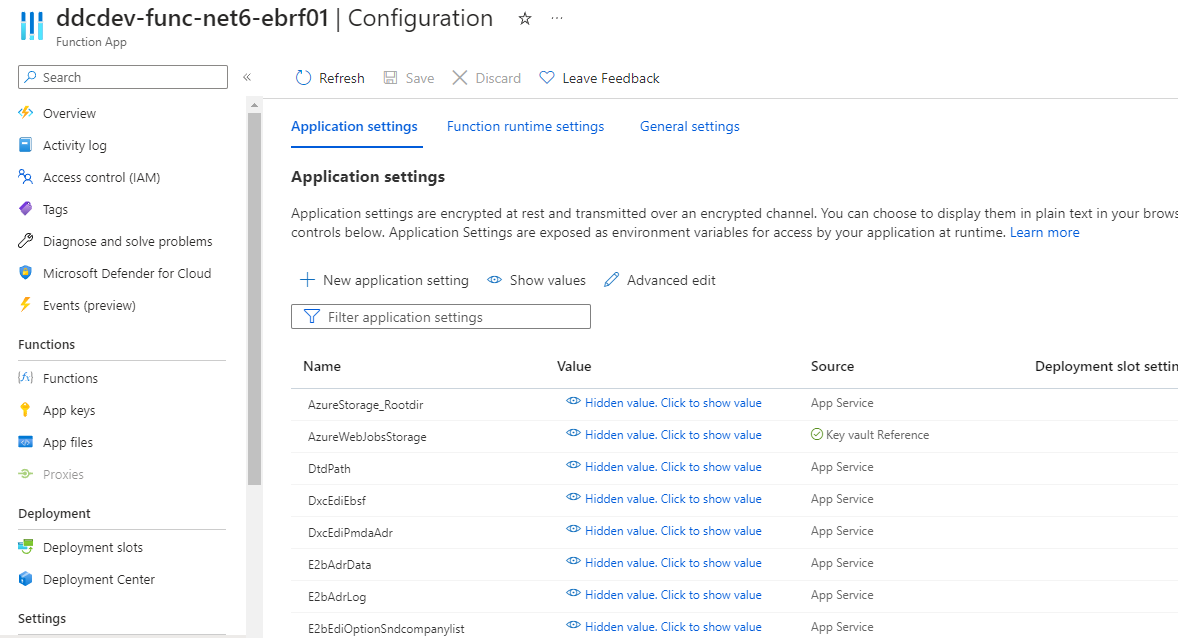 ddcdev-func-net6-ebrf01 | Configuration
Function App
Search
Refresh Save Discard Leave Feedback
Overview
Activity log
Access control (IAM)
Tags
Diagnose and solve problems
Microsoft Defender for Cloud
Events (preview)
Functions
Functions
App keys
App files
Proxies
Deployment
Deployment slots
Deployment Center
Settings
Application settings Function runtime settings General settings
Application settings
Application settings are encrypted at rest and transmitted over an encrypted channel. You can choose to display them in plain text in your brows
controls below. Application Settings are exposed as environment variables for access by your application at runtime. Learn more
New application setting Show values Advanced edit
Filter application settings
Name Value Source Deployment slot settin
AzureStorage_Rootdir Hidden value. Click to show value App Service
AzureWebJobsStorage Hidden value. Click to show value Key vault Reference
DtdPath Hidden value. Click to show value App Service
DxcEdiEbsf Hidden value. Click to show value App Service
DxcEdiPmdaAdr Hidden value. Click to show value App Service
E2bAdrData Hidden value. Click to show value App Service
E2bAdrLog Hidden value. Click to show value App Service
E2bEdiOptionSndcompanylist Hidden value. Click to show value App Service